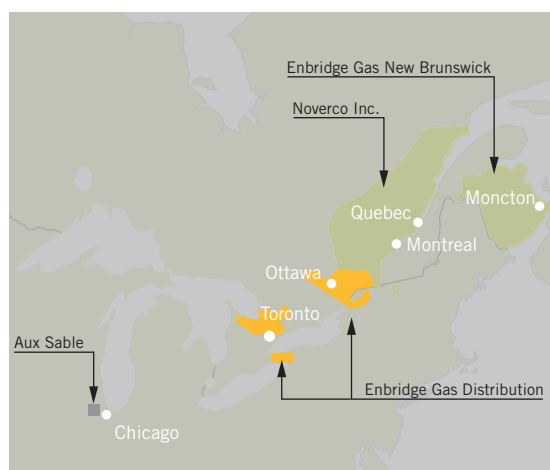 Enbridge Gas New Brunswick
Noverco Inc.
Moncton
Quebec
Montreal
Ottawa
Toronto
Aux Sable
Enbridge Gas Distribution
Chicago